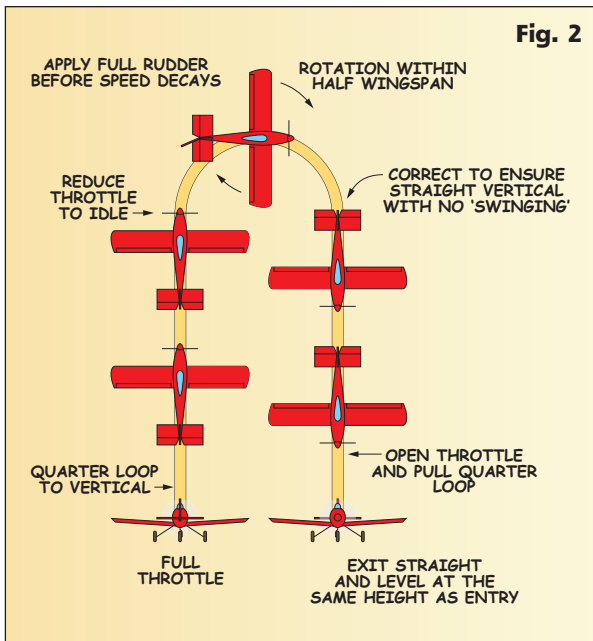 Fig. 2
APPLY FULL RUDDER
BEFORE SPEED DECAYS
ROTATION WITHIN
HALF WINGSPAN
REDUCE
THROTTLE
TO IDLE
CORRECT TO ENSURE
STRAIGHT VERTICAL
WITH NO ‘SWINGING’
QUARTER LOOP
TO VERTICAL
OPEN THROTTLE
AND PULL QUARTER
LOOP
FULL
THROTTLE
EXIT STRAIGHT
AND LEVEL AT THE
SAME HEIGHT AS ENTRY